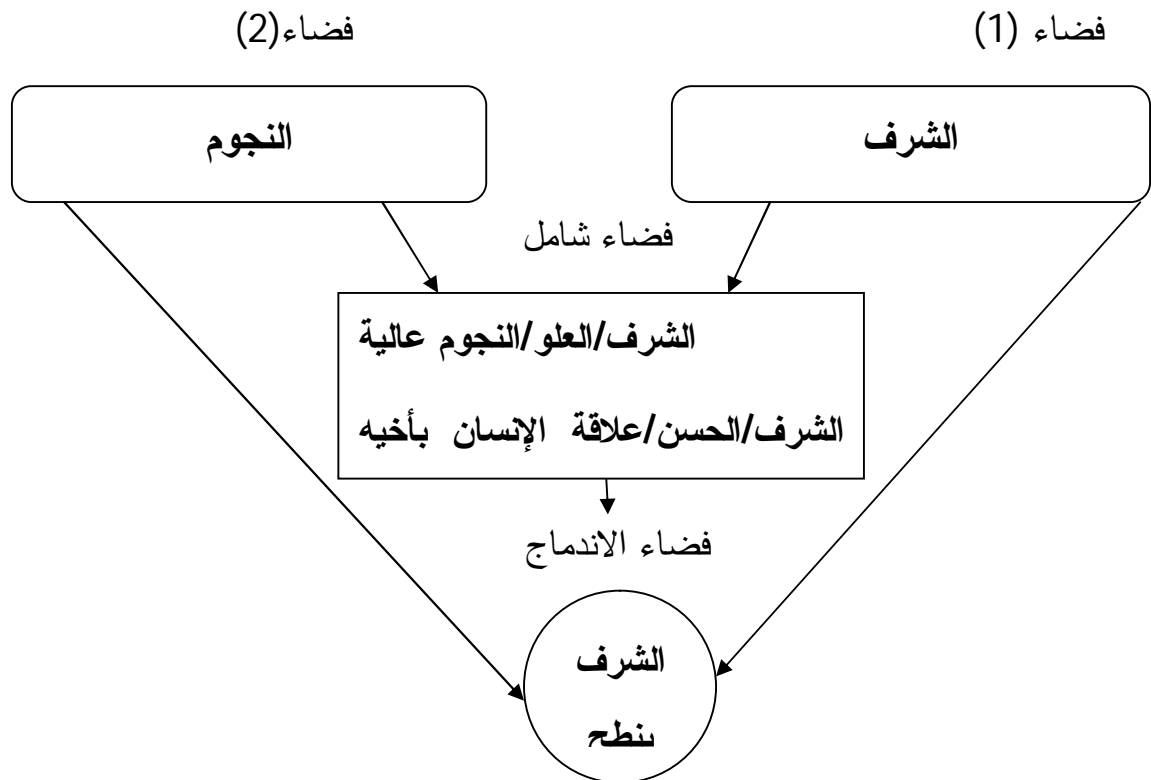 فضاء (1)
فضاء(2)
الشرف
النجوم
فضاء شامل
الشرف/العلو/النجوم عالية
الشرف/الحسن/علاقة الإنسان بأخيه
فضاء الاندماج
الشرف
ينطح